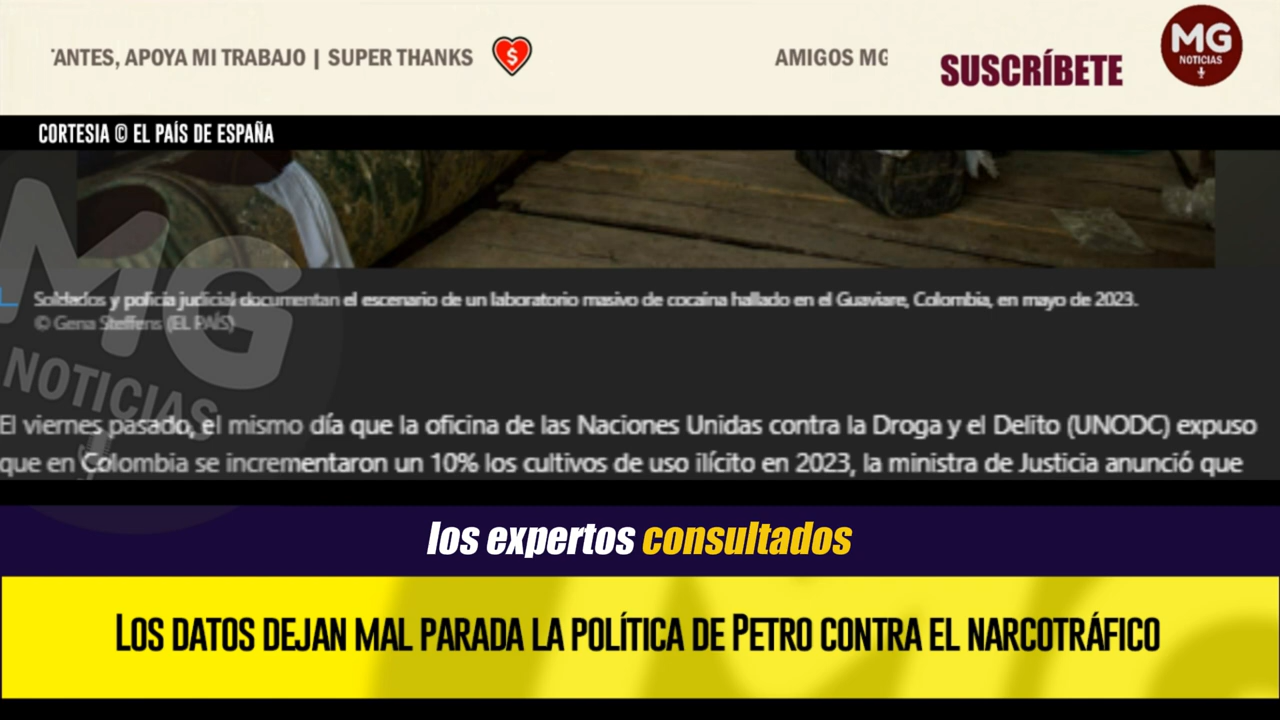 'ANTES, APOYA MI TRABAJO | SUPER THANKS
AMIGOS MG
SUSCRÍBETE
MG
NOTICIAS
CORTESIA © EL PAÍS DE ESPAÑA
Soldados y policía judicial documentan el escenario de un laboratorio masivo de cocaína hallado en el Guaviare, Colombia, en mayo de 2023.
© Gena Steffens (EL PAÍS)
MG
NOTICIAS
El viernes pasado, el mismo día que la oficina de las Naciones Unidas contra la Droga y el Delito (UNODC) expuso
que en Colombia se incrementaron un 10% los cultivos de uso ilícito en 2023, la ministra de Justicia anunció que
los expertos consultados
LOS DATOS DEJAN MAL PARADA LA POLÍTICA DE PETRO CONTRA EL NARCOTRÁFICO